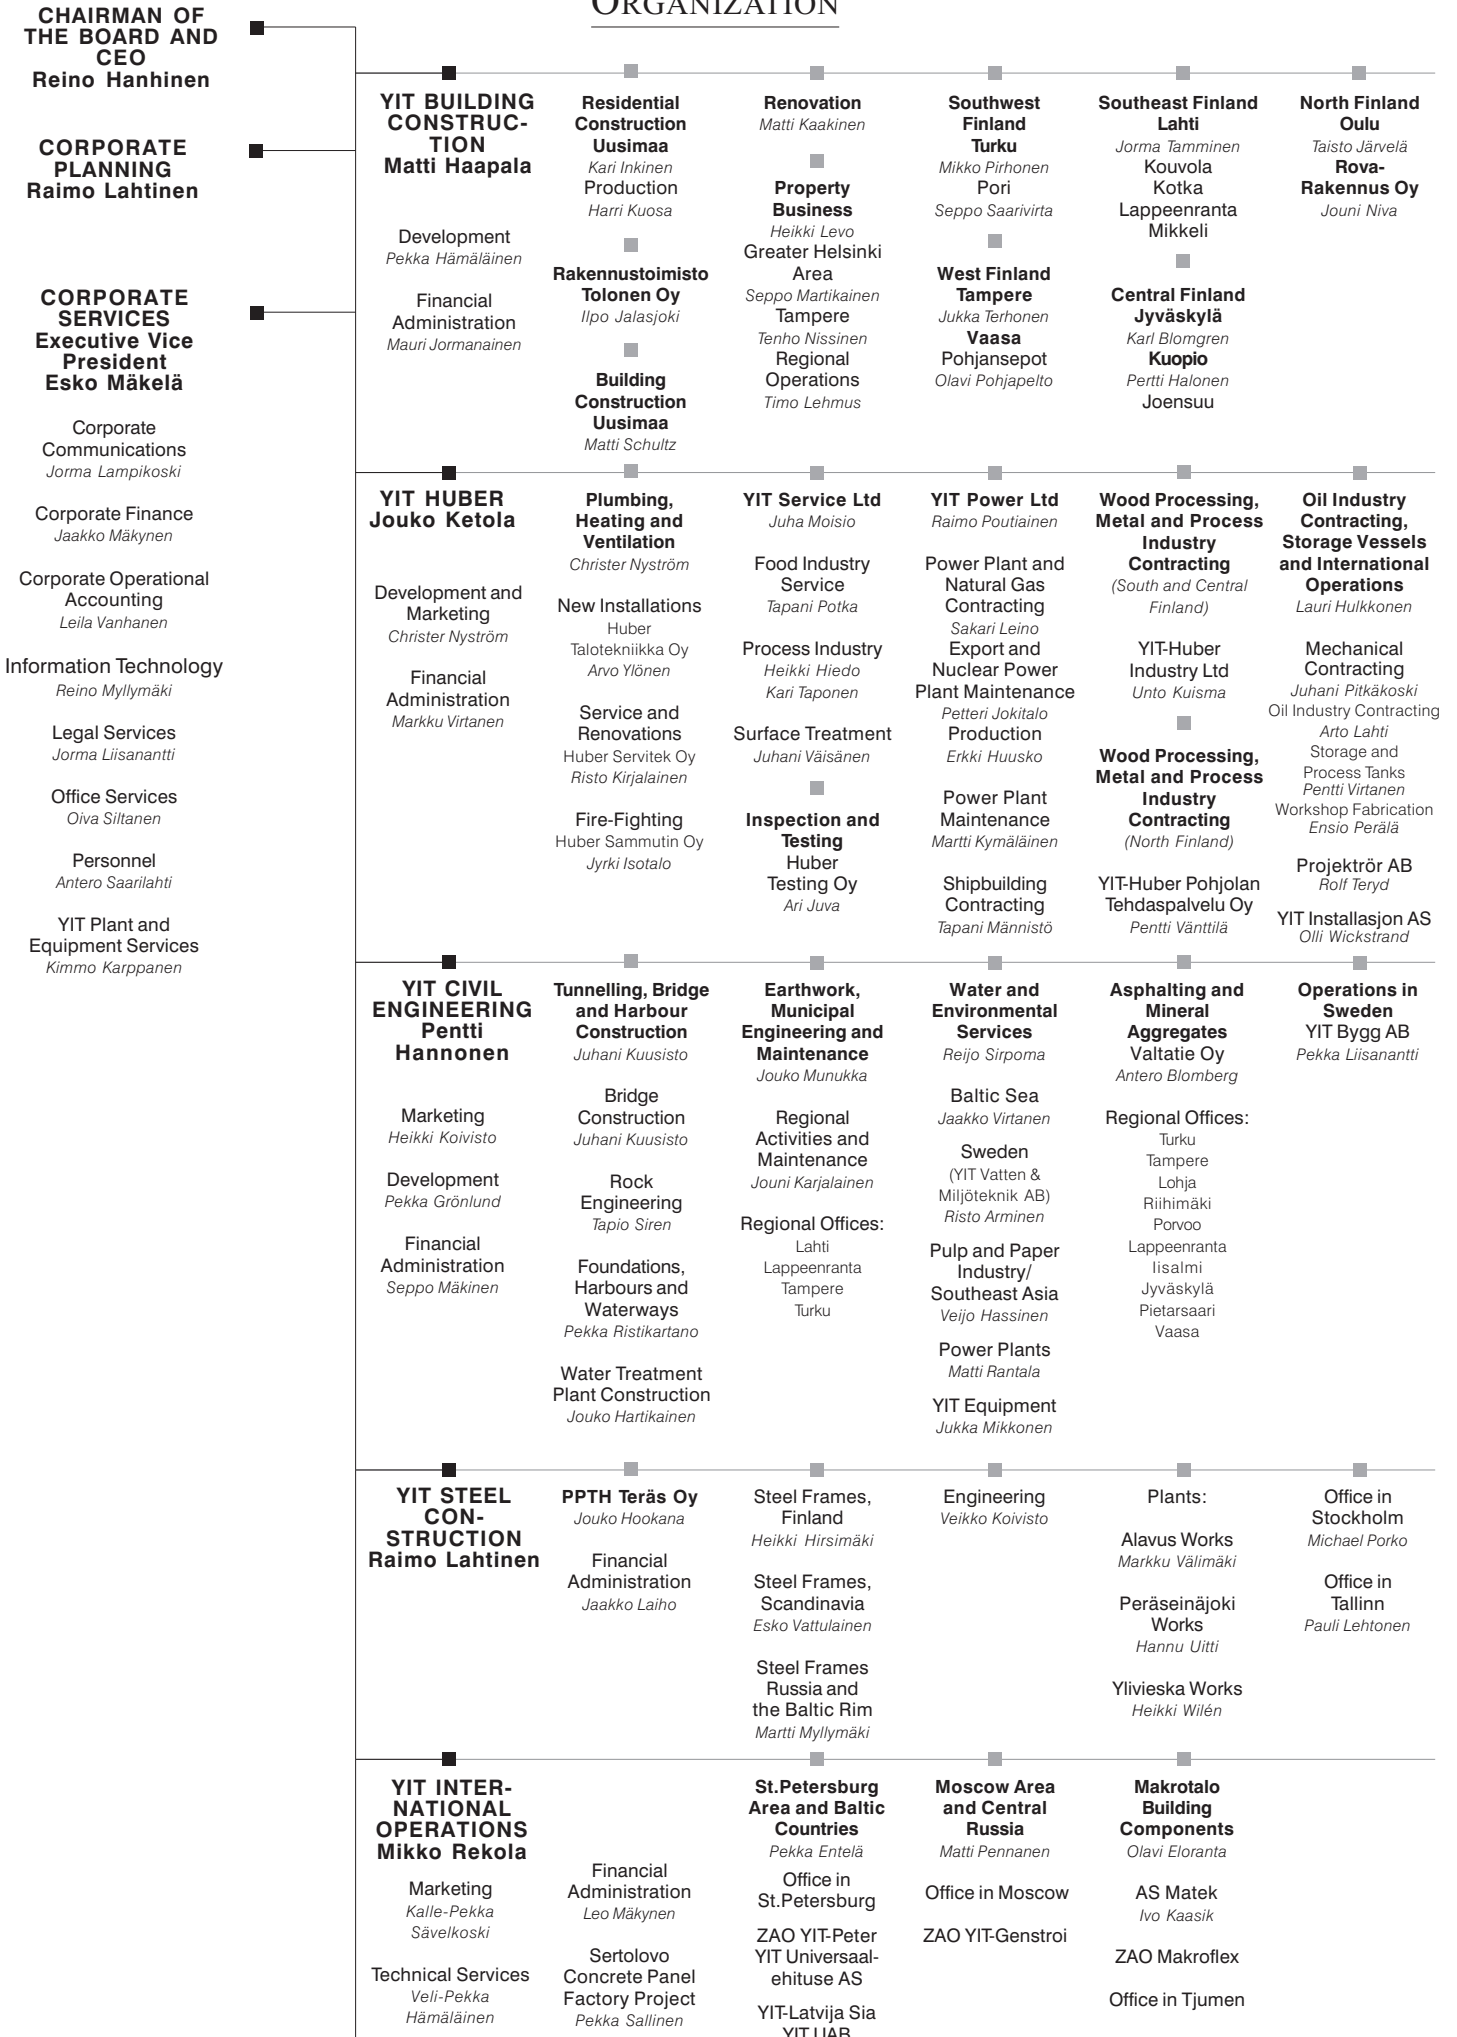 ORGANIZATION
CHAIRMAN OF
THE BOARD AND
CEO
Reino Hanhinen
CORPORATE
PLANNING
Raimo Lahtinen
CORPORATE
SERVICES
Executive Vice
President
Esko Mäkelä
Corporate
Communications
Jorma Lampikoski
Corporate Finance
Jaakko Mäkynen
Corporate Operational
Accounting
Leila Vanhanen
Information Technology
Reino Myllymäki
Legal Services
Jorma Liisanantti
Office Services
Oiva Siltanen
Personnel
Antero Saarilahti
YIT Plant and
Equipment Services
Kimmo Karppanen
YIT BUILDING
CONSTRUC-
TION
Matti Haapala
Development
Pekka Hämäläinen
Financial
Administration
Mauri Jormanainen
Residential
Construction
Uusimaa
Kari Inkinen
Production
Harri Kuosa
Rakennustoimisto
Tolonen Oy
Ilpo Jalasjoki
Building
Construction
Uusimaa
Matti Schultz
Renovation
Matti Kaakinen
Property
Business
Heikki Levo
Greater Helsinki
Area
Seppo Martikainen
Tampere
Tenho Nissinen
Regional
Operations
Timo Lehmus
Southwest
Finland
Turku
Mikko Pirhonen
Pori
Seppo Saarivirta
West Finland
Tampere
Jukka Terhonen
Vaasa
Pohjansepot
Olavi Pohjapelto
Southeast Finland
Lahti
Jorma Tamminen
Kouvola
Kotka
Lappeenranta
Mikkeli
Central Finland
Jyväskylä
Karl Blomgren
Kuopio
Pertti Halonen
Joensuu
North Finland
Oulu
Taisto Järvelä
Rova-
Rakennus Oy
Jouni Niva
YIT HUBER
Jouko Ketola
Development and
Marketing
Christer Nyström
Financial
Administration
Markku Virtanen
Plumbing,
Heating and
Ventilation
Christer Nyström
New Installations
Huber
Talotekniikka Oy
Arvo Ylönen
Service and
Renovations
Huber Servitek Oy
Risto Kirjalainen
Fire-Fighting
Huber Sammutin Oy
Jyrki Isotalo
YIT Service Ltd
Juha Moisio
Food Industry
Service
Tapani Potka
Process Industry
Heikki Hiedo
Kari Taponen
Surface Treatment
Juhani Väisänen
Inspection and
Testing
Huber
Testing Oy
Ari Juva
YIT Power Ltd
Raimo Poutiainen
Power Plant and
Natural Gas
Contracting
Sakari Leino
Export and
Nuclear Power
Plant Maintenance
Petteri Jokitalo
Production
Erkki Huusko
Power Plant
Maintenance
Martti Kymäläinen
Shipbuilding
Contracting
Tapani Männistö
Wood Processing,
Metal and Process
Industry
Contracting
(South and Central
Finland)
YIT-Huber
Industry Ltd
Unto Kuisma
Wood Processing,
Metal and Process
Industry
Contracting
(North Finland)
YIT-Huber Pohjolan
Tehdaspalvelu Oy
Pentti Vänttilä
Oil Industry
Contracting,
Storage Vessels
and International
Operations
Lauri Hulkkonen
Mechanical
Contracting
Juhani Pitkäkoski
Oil Industry Contracting
Arto Lahti
Storage and
Process Tanks
Pentti Virtanen
Workshop Fabrication
Ensio Perälä
Projektrör AB
Rolf Teryd
YIT Installasjon AS
Olli Wickstrand
YIT CIVIL
ENGINEERING
Pentti
Hannonen
Marketing
Heikki Koivisto
Development
Pekka Grönlund
Financial
Administration
Seppo Mäkinen
Tunnelling, Bridge
and Harbour
Construction
Juhani Kuusisto
Bridge
Construction
Juhani Kuusisto
Rock
Engineering
Tapio Siren
Foundations,
Harbours and
Waterways
Pekka Ristikartano
Water Treatment
Plant Construction
Jouko Hartikainen
Earthwork,
Municipal
Engineering and
Maintenance
Jouko Munukka
Regional
Activities and
Maintenance
Jouni Karjalainen
Regional Offices:
Lahti
Lappeenranta
Tampere
Turku
Water and
Environmental
Services
Reijo Sirpoma
Baltic Sea
Jaakko Virtanen
Sweden
(YIT Vatten &
Miljöteknik AB)
Risto Arminen
Pulp and Paper
Industry/
Southeast Asia
Veijo Hassinen
Power Plants
Matti Rantala
YIT Equipment
Jukka Mikkonen
Asphalting and
Mineral
Aggregates
Valtatie Oy
Antero Blomberg
Regional Offices:
Turku
Tampere
Lohja
Riihimäki
Porvoo
Lappeenranta
Iisalmi
Jyväskylä
Pietarsaari
Vaasa
Operations in
Sweden
YIT Bygg AB
Pekka Liisanantti
YIT STEEL
CON-
STRUCTION
Raimo Lahtinen
PPTH Teräs Oy
Jouko Hookana
Financial
Administration
Jaakko Laiho
Steel Frames,
Finland
Heikki Hirsimäki
Steel Frames,
Scandinavia
Esko Vattulainen
Steel Frames
Russia and
the Baltic Rim
Martti Myllymäki
Engineering
Veikko Koivisto
Plants:
Alavus Works
Markku Välimäki
Peräseinäjoki
Works
Hannu Uitti
Ylivieska Works
Heikki Wilén
Office in
Stockholm
Michael Porko
Office in
Tallinn
Pauli Lehtonen
YIT INTER-
NATIONAL
OPERATIONS
Mikko Rekola
Marketing
Kalle-Pekka
Sävelkoski
Technical Services
Veli-Pekka
Hämäläinen
Financial
Administration
Leo Mäkynen
Sertolovo
Concrete Panel
Factory Project
Pekka Sallinen
St.Petersburg
Area and Baltic
Countries
Pekka Entelä
Office in
St.Petersburg
ZAO YIT-Peter
YIT Universaal-
ehituse AS
YIT-Latvija Sia
YIT UAB
Moscow Area
and Central
Russia
Matti Pennanen
Office in Moscow
ZAO YIT-Genstroi
Makrotalo
Building
Components
Olavi Eloranta
AS Matek
Ivo Kaasik
ZAO Makroflex
Office in Tjumen